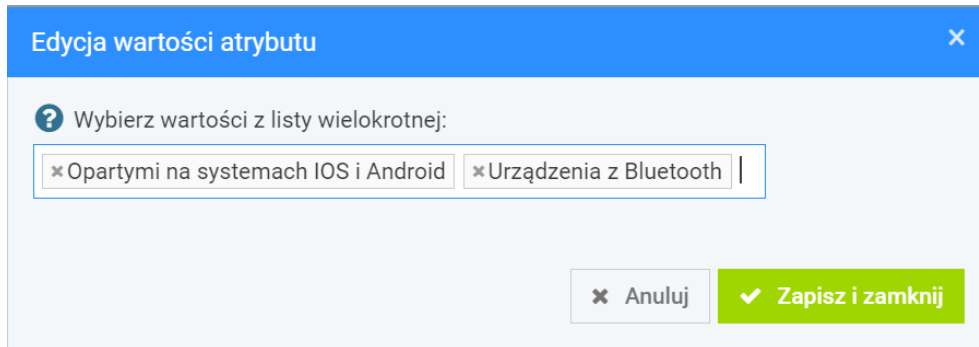 Edycja wartości atrybutu ×
? Wybierz wartości z listy wielokrotnej:
×Opartymi na systemach IOS i Android ×Urządzenia z Bluetooth
✖ Anuluj ✔ Zapisz i zamknij